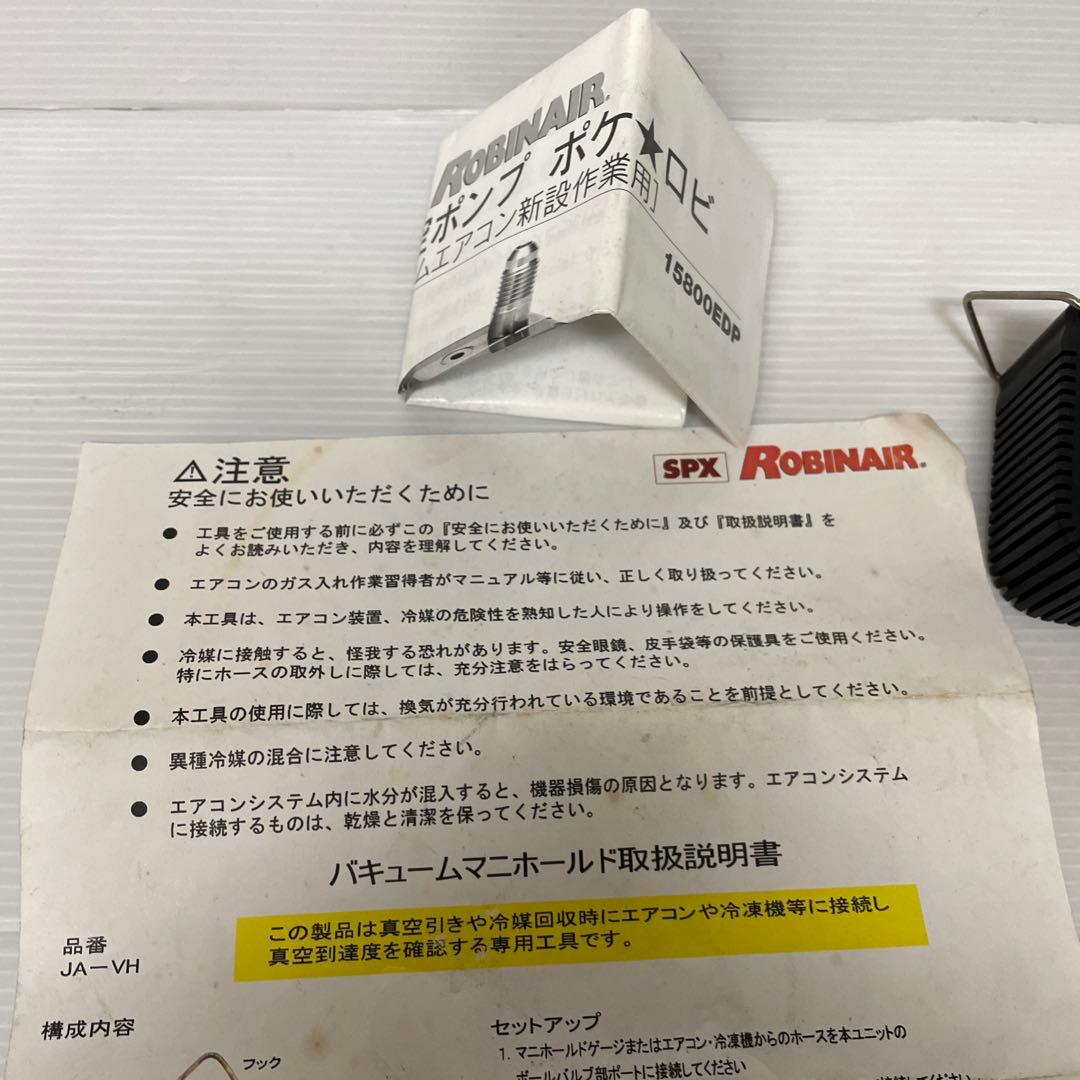 ROBINAIR
ポンプ ポケ★ロビ
ムエアコン新設作業用]
15800EDP
⚠注意
SPX ROBINAIR
安全にお使いいただくために
● 工具をご使用する前に必ずこの『安全にお使いいただくために』及び『取扱説明書』を
よくお読みいただき、内容を理解してください。
● エアコンのガス入れ作業習得者がマニュアル等に従い、正しく取り扱ってください。
● 本工具は、エアコン装置、冷媒の危険性を熟知した人により操作をしてください。
● 冷媒に接触すると、怪我する恐れがあります。安全眼鏡、皮手袋等の保護具をご使用ください。
特にホースの取外しに際しては、充分注意をはらってください。
● 本工具の使用に際しては、換気が充分行われている環境であることを前提としてください。
● 異種冷媒の混合に注意してください。
● エアコンシステム内に水分が混入すると、機器損傷の原因となります。エアコンシステム
に接続するものは、乾燥と清潔を保ってください。
バキュームマニホールド取扱説明書
品番
JA－VH
この製品は真空引きや冷媒回収時にエアコンや冷凍機等に接続し
真空到達度を確認する専用工具です。
構成内容
フック
セットアップ
1. マニホールドゲージまたはエアコン・冷凍機からのホースを本ユニットの
ボールバルブ部ポートに接続してください